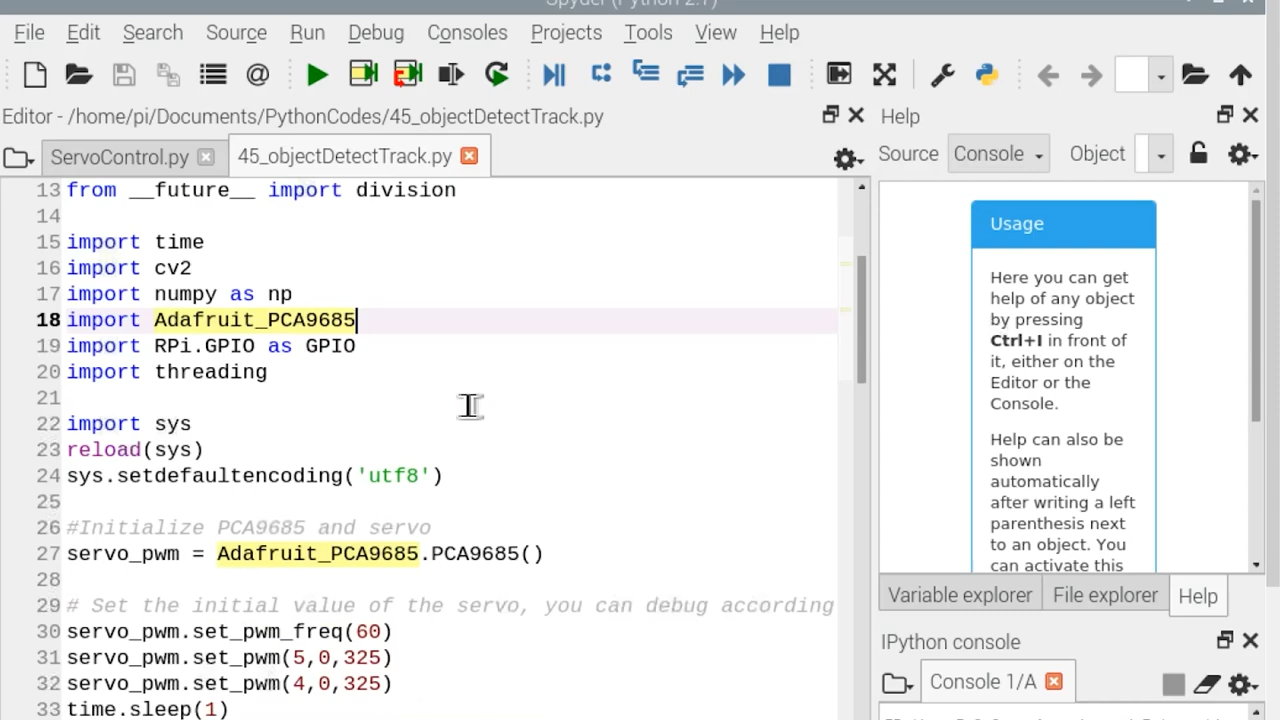 Spyder (Python 2.7)
File Edit Search Source Run Debug Consoles Projects Tools View Help
Editor - /home/pi/Documents/PythonCodes/45_objectDetectTrack.py
ServoControl.py 45_objectDetectTrack.py
13 from __future__ import division
14
15 import time
16 import cv2
17 import numpy as np
18 import Adafruit_PCA9685
19 import RPi.GPIO as GPIO
20 import threading
21
22 import sys
23 reload(sys)
24 sys.setdefaultencoding('utf8')
25
26 #Initialize PCA9685 and servo
27 servo_pwm = Adafruit_PCA9685.PCA9685()
28
29 # Set the initial value of the servo, you can debug according
30 servo_pwm.set_pwm_freq(60)
31 servo_pwm.set_pwm(5,0,325)
32 servo_pwm.set_pwm(4,0,325)
33 time.sleep(1)
Help
Source Console Object
Usage
Here you can get
help of any object
by pressing
Ctrl+I in front of
it, either on the
Editor or the
Console.
Help can also be
shown
automatically
after writing a left
parenthesis next
to an object. You
can activate this
Variable explorer File explorer Help
IPython console
Console 1/A